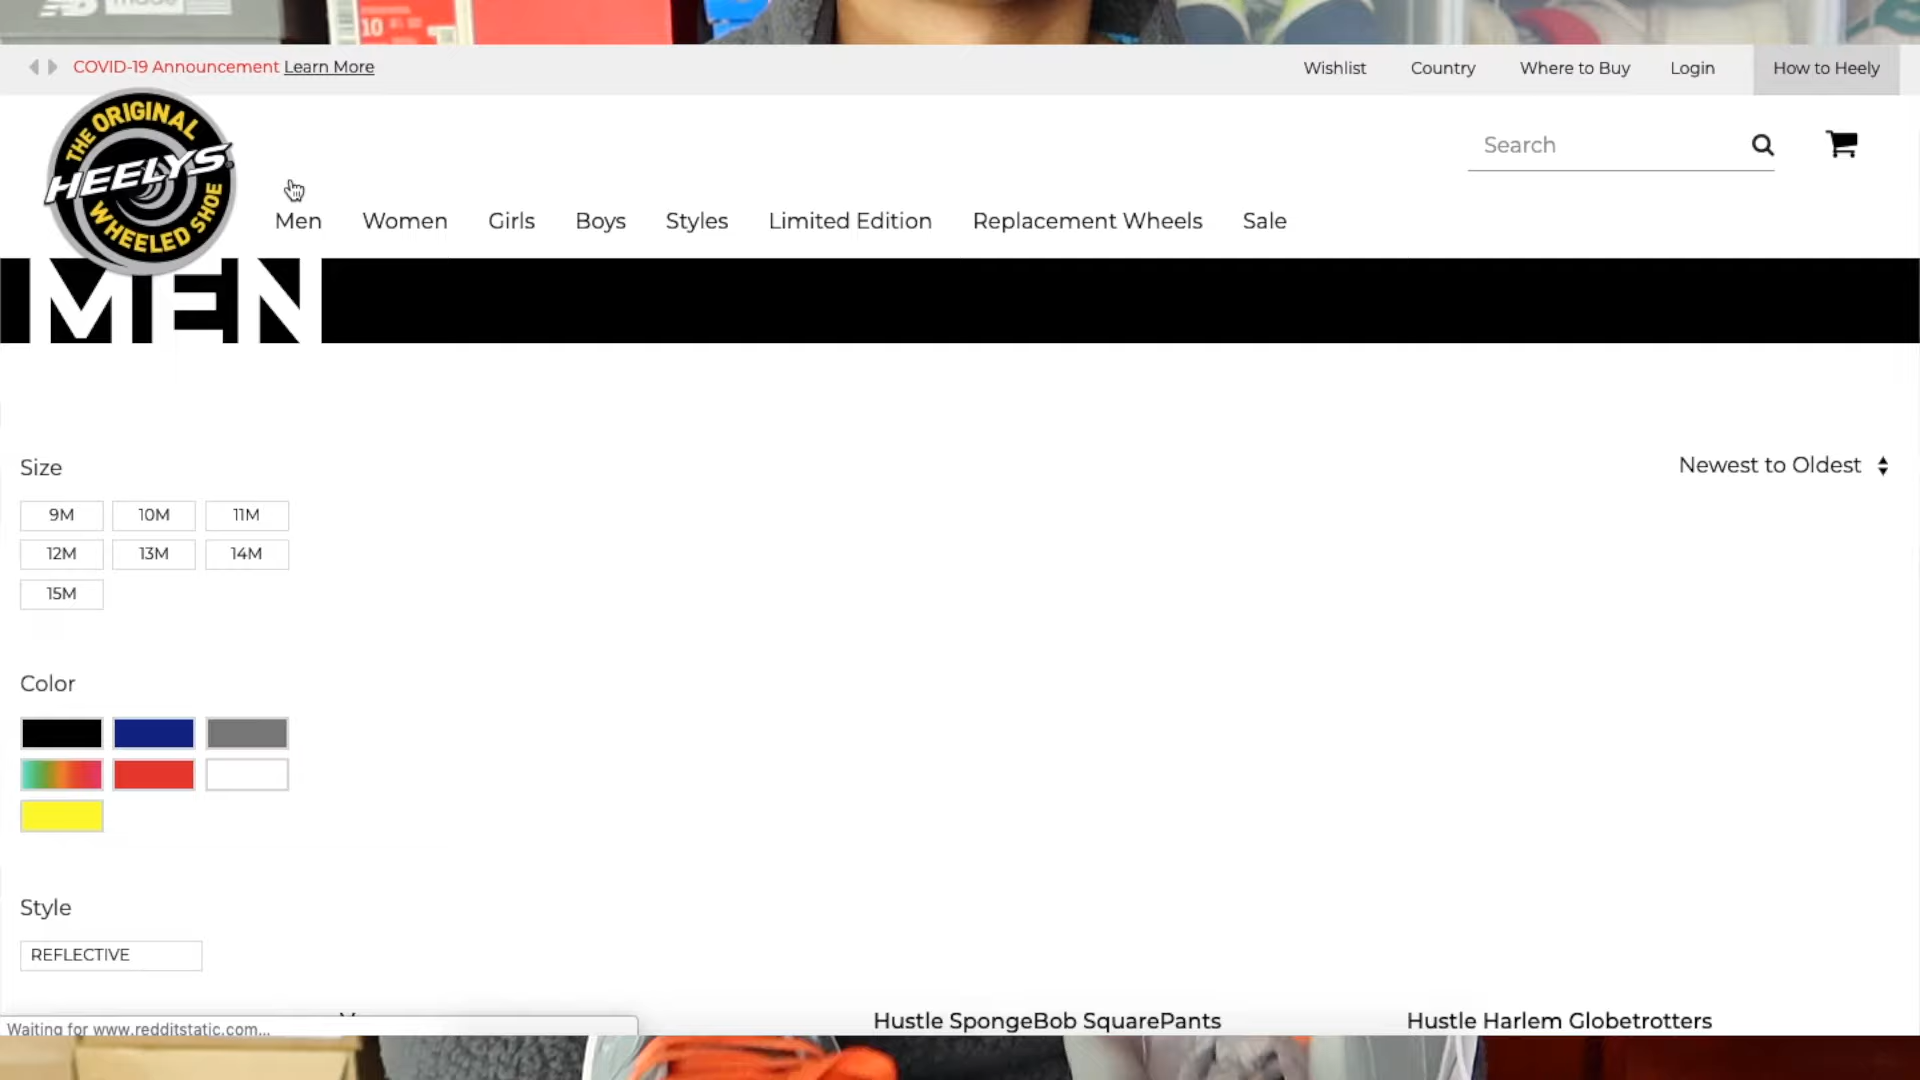 made
10
COVID-19 Announcement Learn More
Wishlist
Country
Where to Buy
Login
How to Heely
THE ORIGINAL
HEELYS
WHEELED SHOE
Search
Men
Women
Girls
Boys
Styles
Limited Edition
Replacement Wheels
Sale
MEN
Size
Newest to Oldest
9M
10M
11M
12M
13M
14M
15M
Color
Style
REFLECTIVE
Hustle SpongeBob SquarePants
Hustle Harlem Globetrotters
Waiting for www.redditstatic.com...